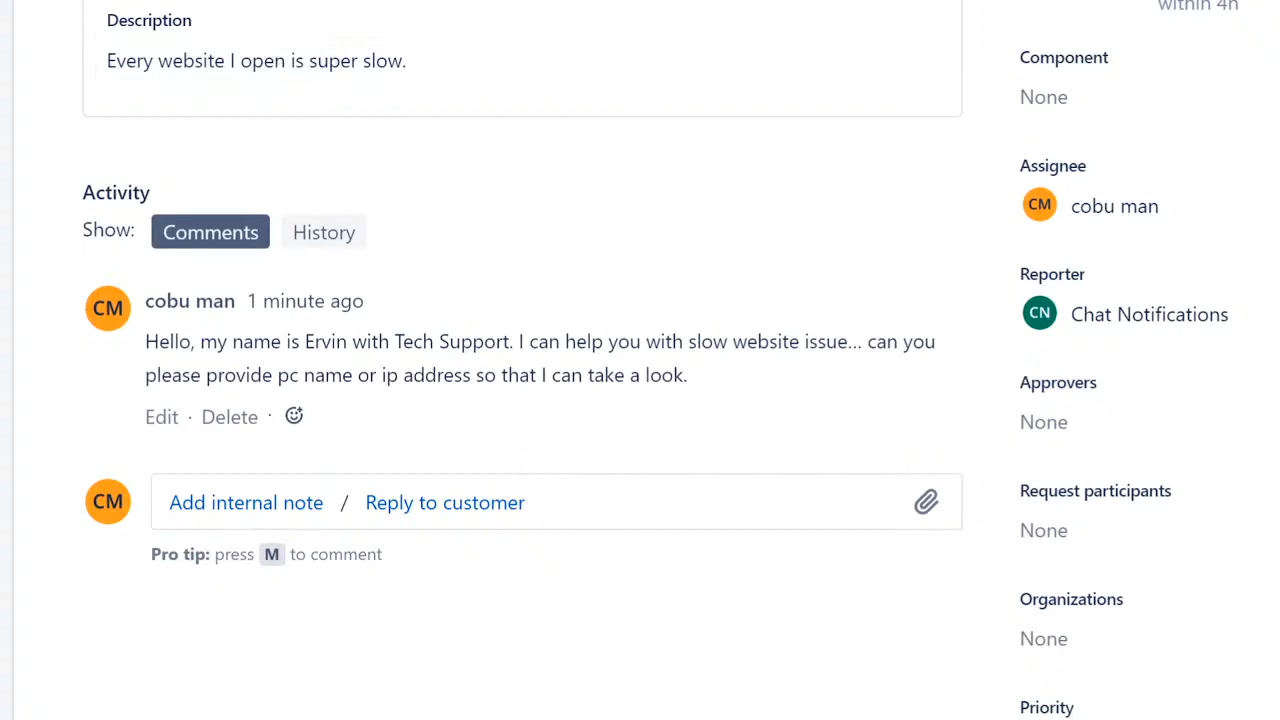 Description
Every website I open is super slow.
Activity
Show: Comments History
CM cobu man 1 minute ago
Hello, my name is Ervin with Tech Support. I can help you with slow website issue... can you
please provide pc name or ip address so that I can take a look.
Edit · Delete ·
CM Add internal note / Reply to customer
Pro tip: press M to comment
within 4h
Component
None
Assignee
CM cobu man
Reporter
CN Chat Notifications
Approvers
None
Request participants
None
Organizations
None
Priority